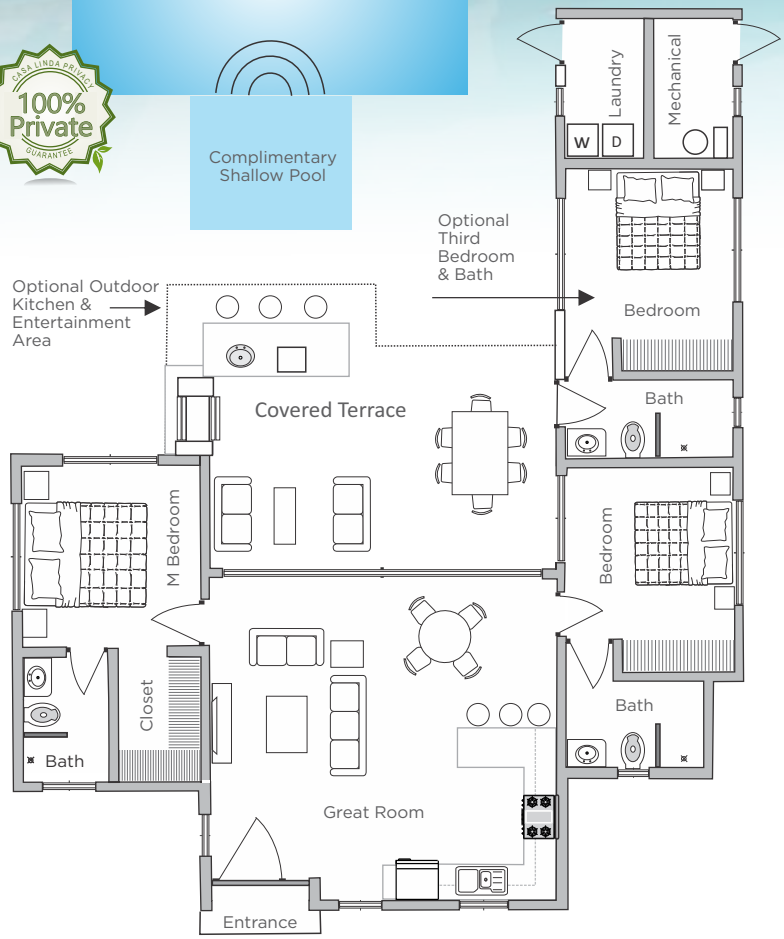 CASA LINDA PRIVACY
100%
Private
GUARANTEE
Complimentary
Shallow Pool
Laundry
Mechanical
W
D
Optional
Third
Bedroom
& Bath
Optional Outdoor
Kitchen &
Entertainment
Area
Bedroom
Bath
Covered Terrace
M Bedroom
Bedroom
Closet
Bath
Bath
Great Room
Entrance